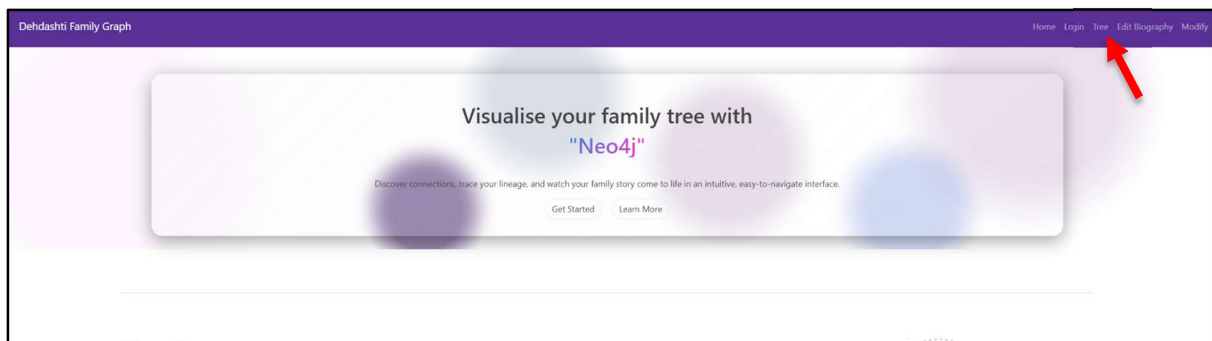 Dehdashti Family Graph
Home Login Tree Edit Biography Modify
Visualise your family tree with
"Neo4j"
Discover connections, trace your lineage, and watch your family story come to life in an intuitive, easy-to-navigate interface.
Get Started Learn More